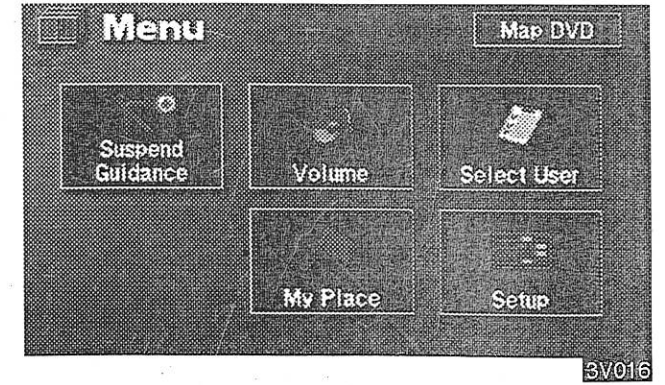 Menu
Map DVD
Suspend
Guidance
Volume
Select User
My Place
Setup
3V016